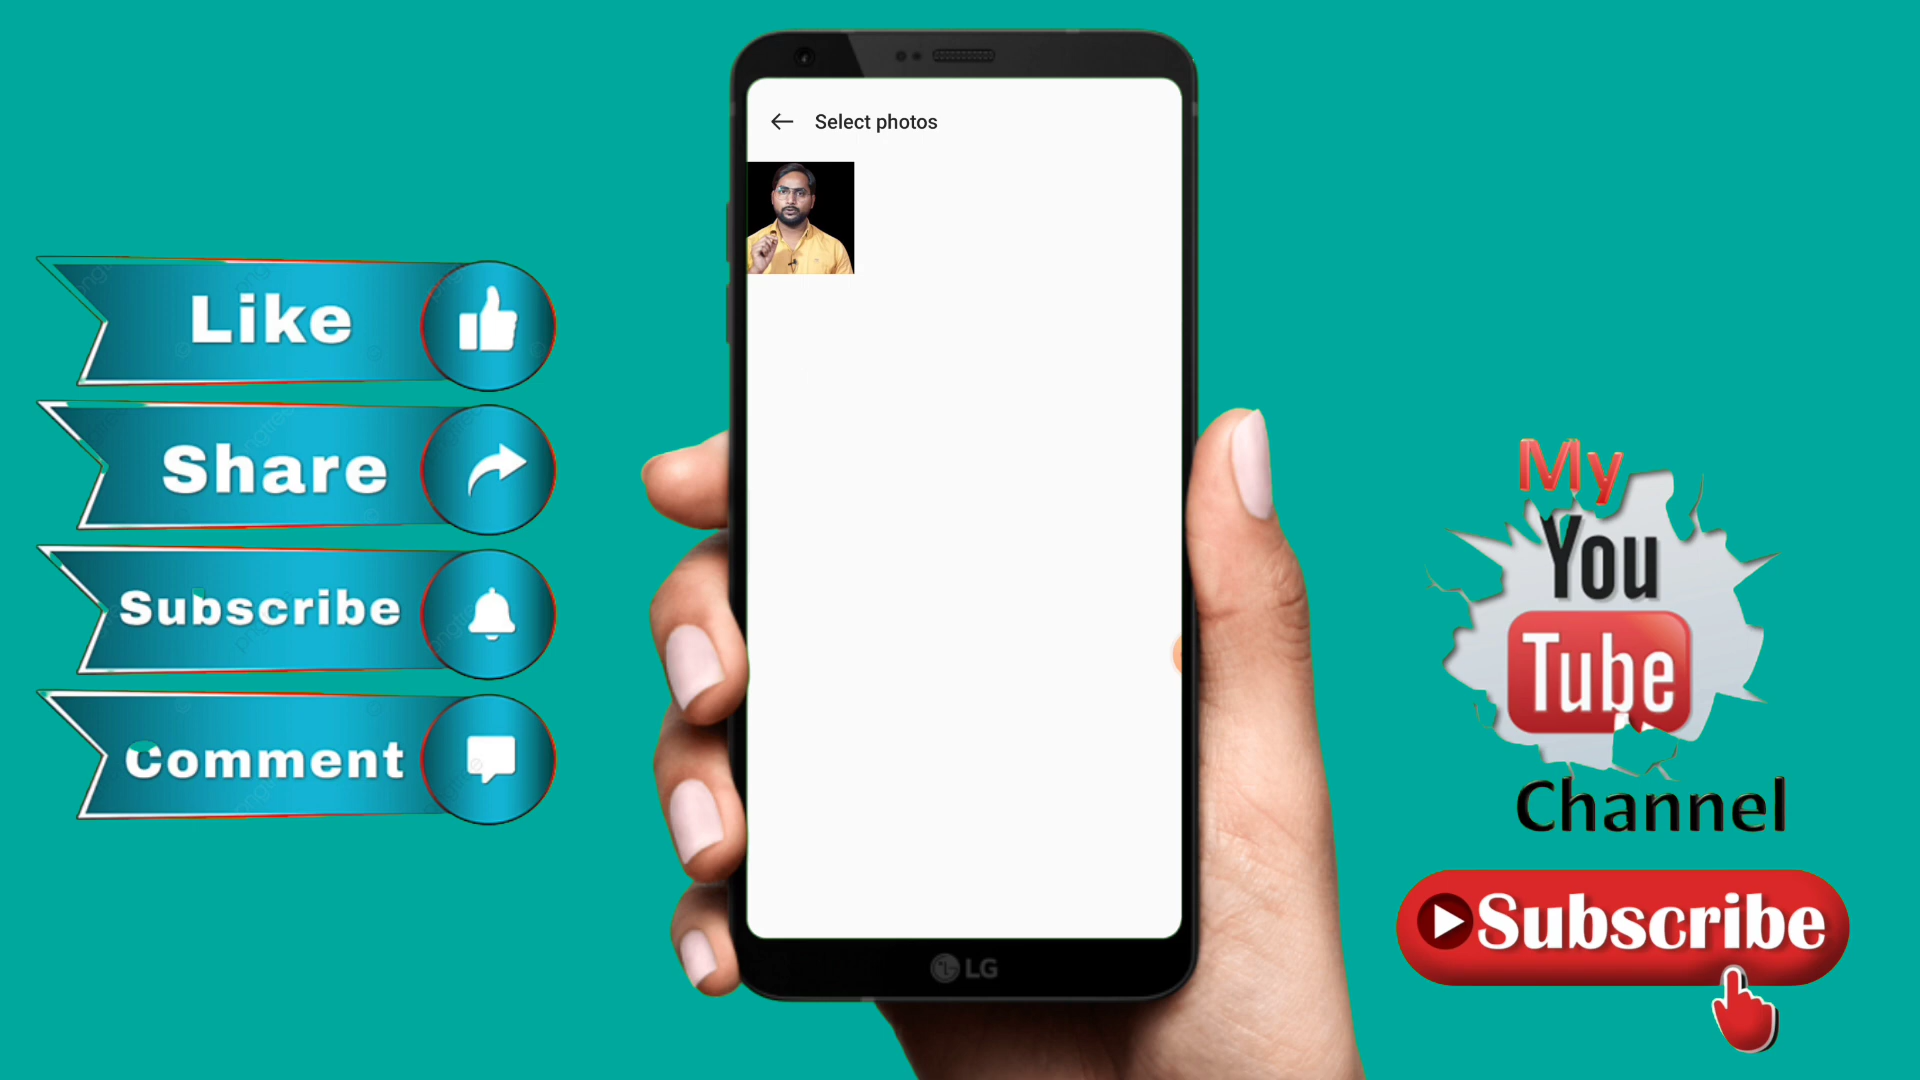 Select photos
Like
Share
Subscribe
Comment
LG
My
You
Tube
Channel
Subscribe